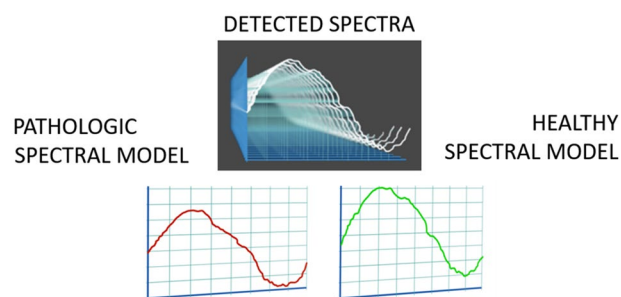 DETECTED SPECTRA
PATHOLOGIC
SPECTRAL MODEL
HEALTHY
SPECTRAL MODEL